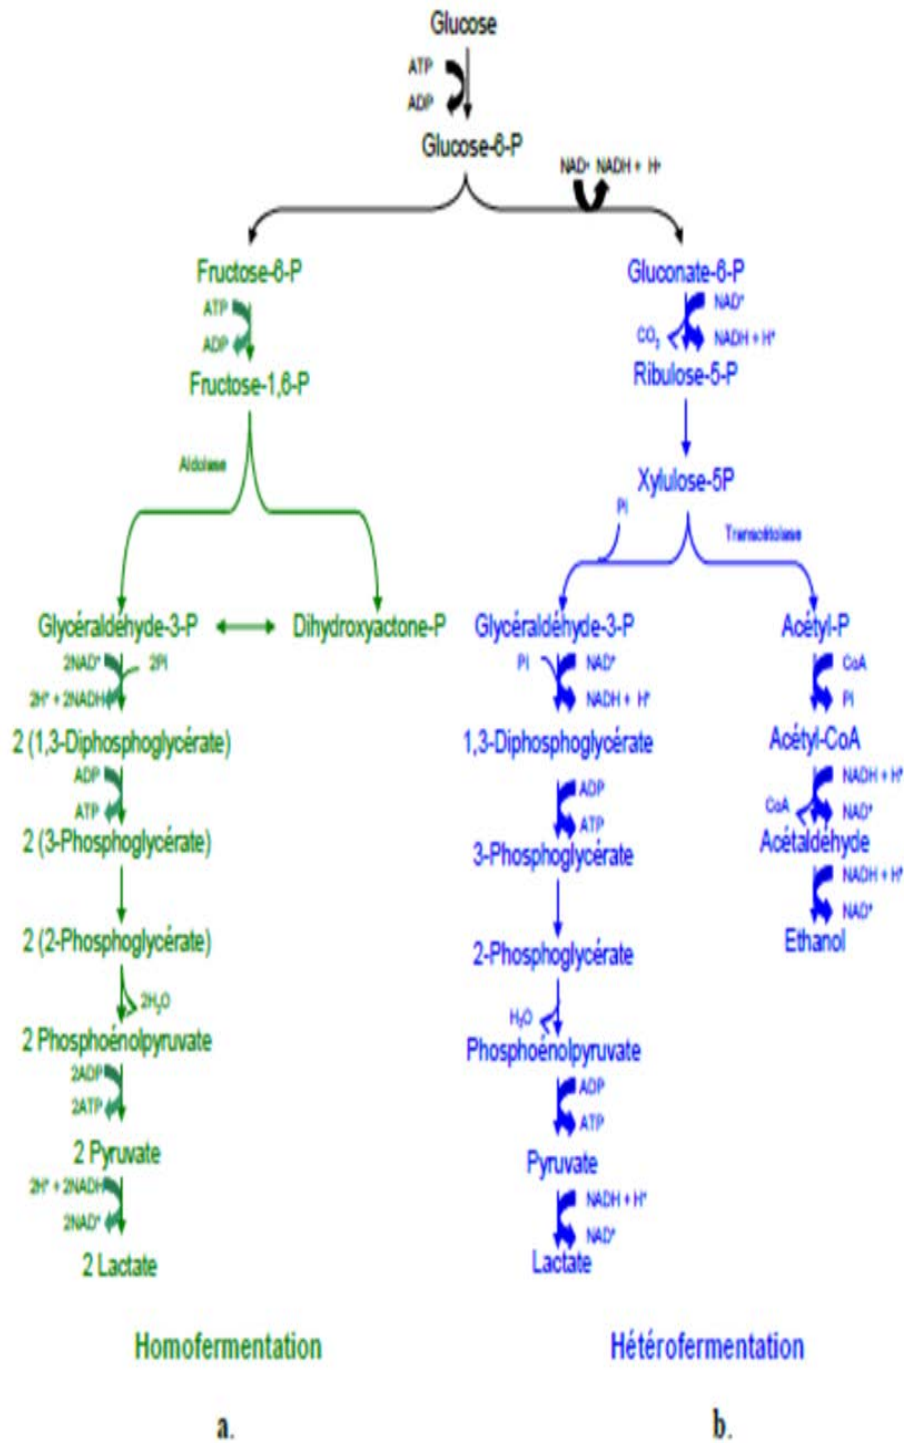 Glucose
ATP
ADP
Glucose-6-P
NAD+ NADH + H+
Fructose-6-P
ATP
ADP
Fructose-1,6-P
Aldolase
Glycéraldéhyde-3-P
Dihydroxyactone-P
2NAD+
2Pi
2H+ + 2NADH
2 (1,3-Diphosphoglycérate)
ADP
ATP
2 (3-Phosphoglycérate)
2 (2-Phosphoglycérate)
2H2O
2 Phosphoénolpyruvate
2ADP
2ATP
2 Pyruvate
2H+ + 2NADH
2NAD+
2 Lactate
Homofermentation
a.
Gluconate-6-P
NAD+
CO2
NADH + H+
Ribulose-5-P
Xylulose-5P
Pi
Transcétolase
Glycéraldéhyde-3-P
Pi
NAD+
NADH + H+
1,3-Diphosphoglycérate
ADP
ATP
3-Phosphoglycérate
2-Phosphoglycérate
H2O
Phosphoénolpyruvate
ADP
ATP
Pyruvate
NADH + H+
NAD+
Lactate
Acétyl-P
CoA
Pi
Acétyl-CoA
NADH + H+
CoA
NAD+
Acétaldéhyde
NADH + H+
NAD+
Ethanol
Hétérofermentation
b.